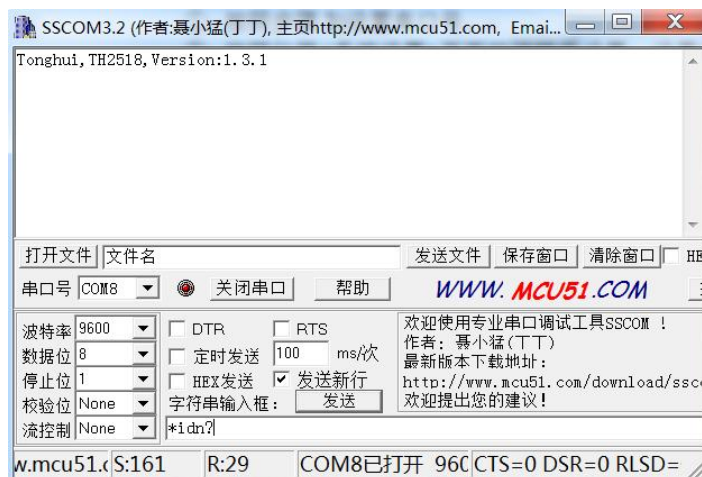 SSCOM3.2 (作者:聂小猛(丁丁), 主页http://www.mcu51.com, Emai...
Tonghui,TH2518,Version:1.3.1
打开文件 文件名 发送文件 保存窗口 清除窗口 HE
串口号 COM8 关闭串口 帮助 WWW. MCU51.COM
波特率 9600 DTR RTS
数据位 8 定时发送 100 ms/次
停止位 1 HEX发送 发送新行
校验位 None 字符串输入框: 发送
流控制 None *idn?
欢迎使用专业串口调试工具SSCOM !
作者: 聂小猛(丁丁)
最新版本下载地址:
http://www.mcu51.com/download/ssco
欢迎提出您的建议!
w.mcu51.c S:161 R:29 COM8已打开 960 CTS=0 DSR=0 RLSD=